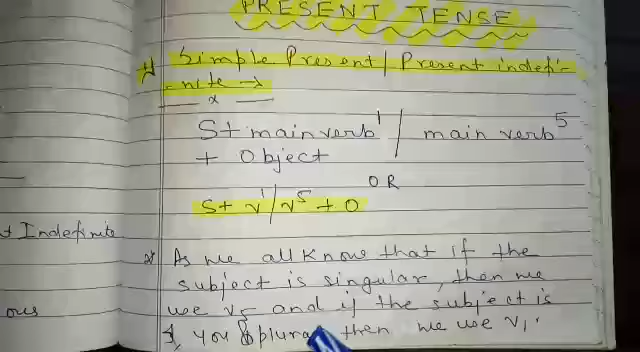 PRESENT TENSE
1) Simple Present / Present indefi-
nite →
x
S + main verb¹ / main verb⁵
+ Object
OR
S + V¹/V⁵ + O
t Indefinite
As we all know that if the
subject is singular, then we
ous
use V5 and if the subject is
I, you & plural then we use V1.